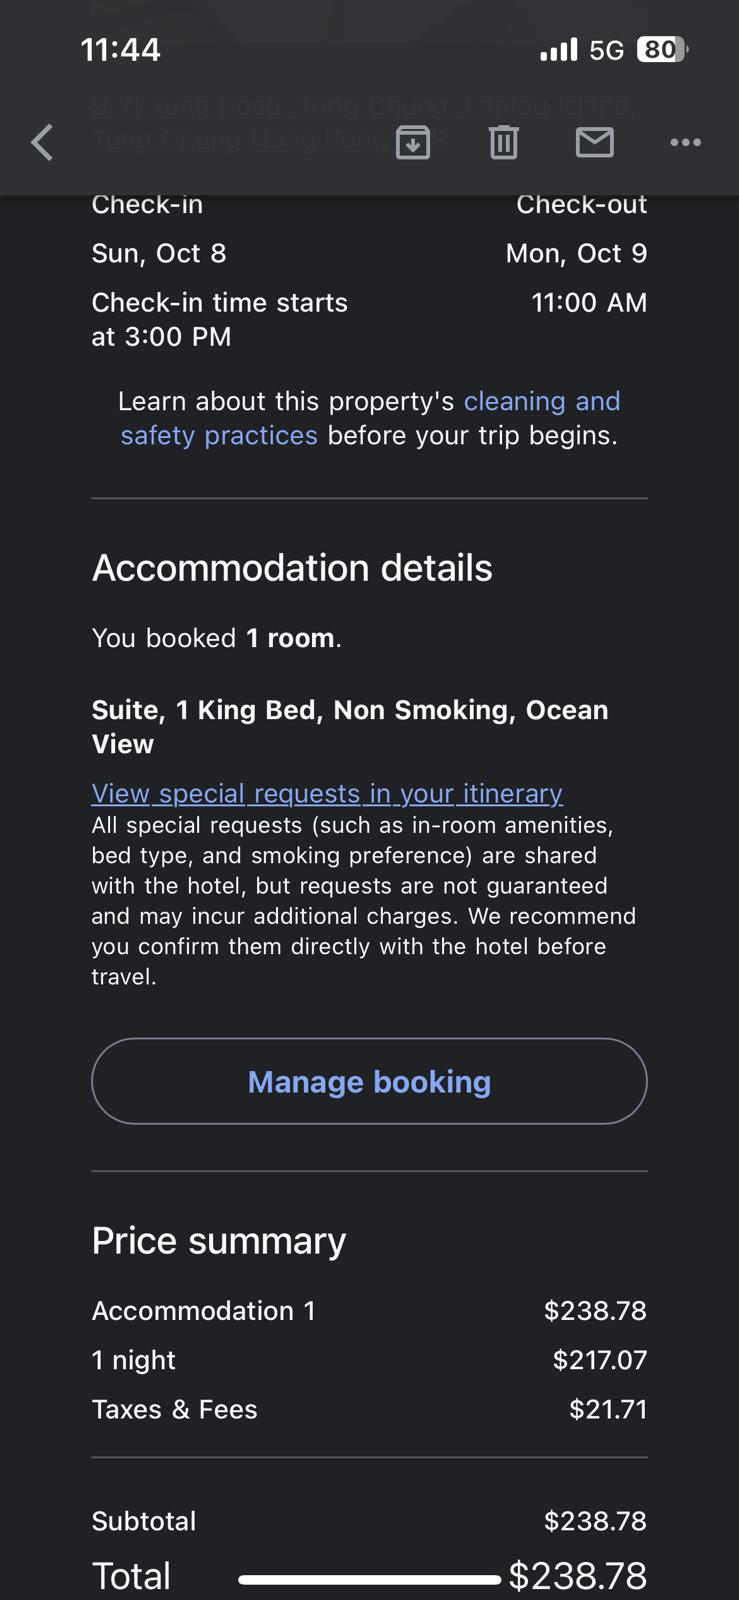 11:44
5G
80
9 Yi Tung Road, Tung Chung, Lantau Island,
Tung Chung Hong Kong
Check-in
Check-out
Sun, Oct 8
Mon, Oct 9
Check-in time starts
at 3:00 PM
11:00 AM
Learn about this property's cleaning and
safety practices before your trip begins.
Accommodation details
You booked 1 room.
Suite, 1 King Bed, Non Smoking, Ocean
View
View special requests in your itinerary
All special requests (such as in-room amenities,
bed type, and smoking preference) are shared
with the hotel, but requests are not guaranteed
and may incur additional charges. We recommend
you confirm them directly with the hotel before
travel.
Manage booking
Price summary
Accommodation 1
$238.78
1 night
$217.07
Taxes & Fees
$21.71
Subtotal
$238.78
Total
$238.78